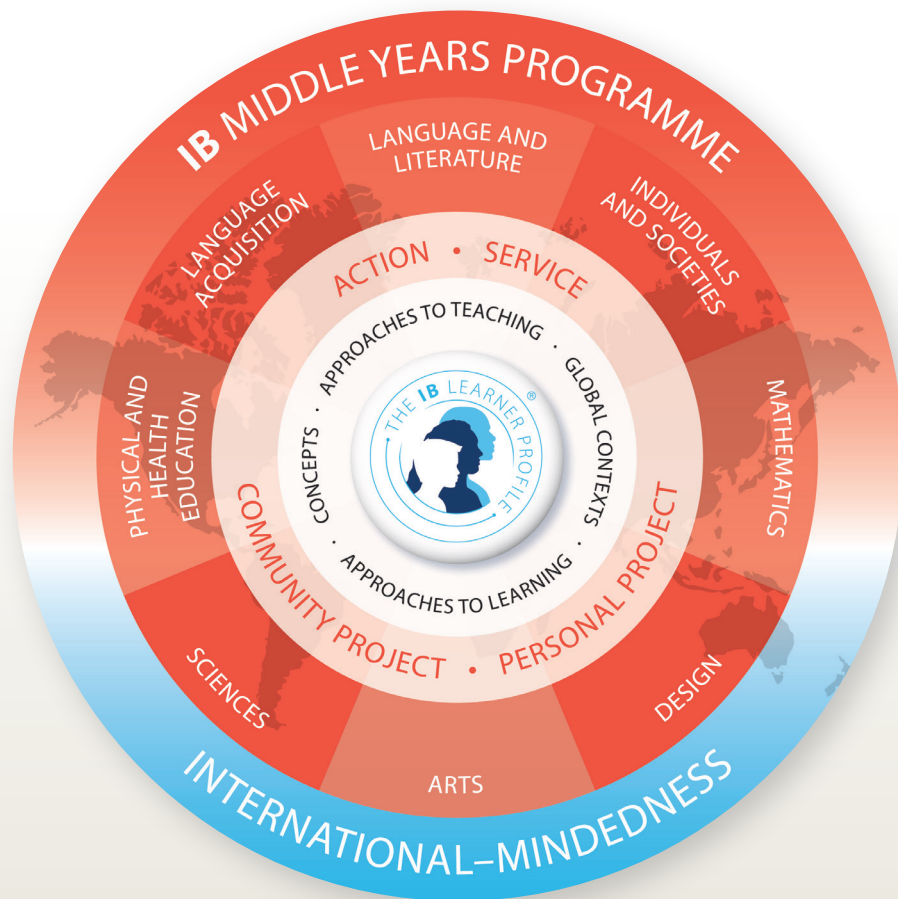 IB MIDDLE YEARS PROGRAMME
LANGUAGE AND
LITERATURE
INDIVIDUALS
AND SOCIETIES
MATHEMATICS
DESIGN
ARTS
SCIENCES
PHYSICAL AND
HEALTH
EDUCATION
LANGUAGE
ACQUISITION
ACTION • SERVICE
PERSONAL PROJECT
•
COMMUNITY PROJECT
APPROACHES TO TEACHING ·
GLOBAL CONTEXTS ·
APPROACHES TO LEARNING ·
CONCEPTS ·
• THE IB LEARNER PROFILE •
®
INTERNATIONAL–MINDEDNESS